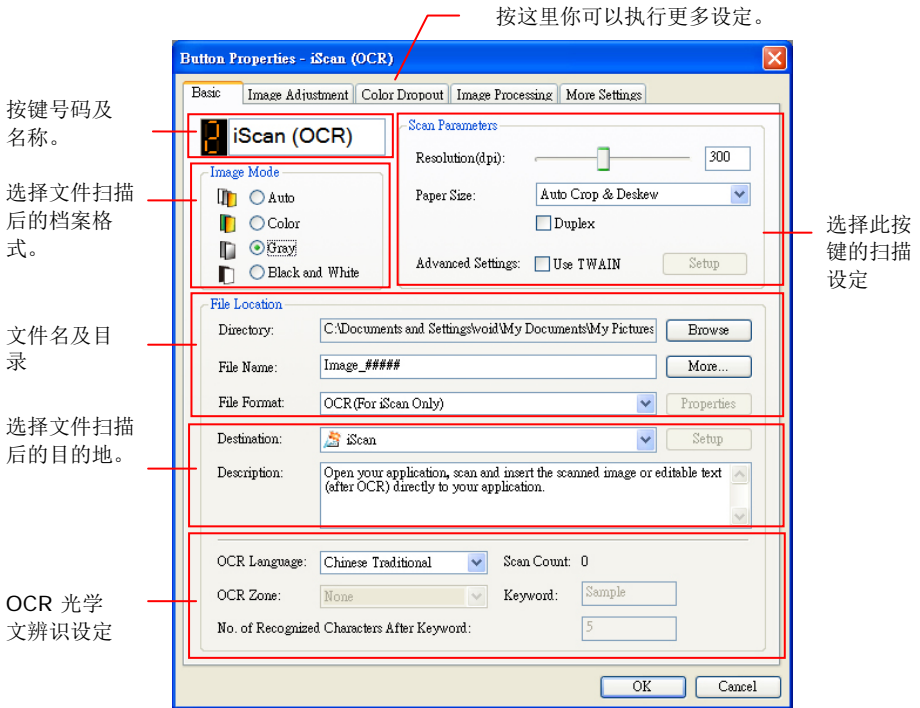 按这里你可以执行更多设定。
Button Properties - iScan (OCR)
Basic Image Adjustment Color Dropout Image Processing More Settings
按键号码及
名称。
2 iScan (OCR)
Scan Parameters
Resolution(dpi): 300
Paper Size: Auto Crop & Deskew
Duplex
Advanced Settings: Use TWAIN Setup
选择此按
键的扫描
设定
选择文件扫描
后的档案格
式。
Image Mode
Auto
Color
Gray
Black and White
文件名及目
录
File Location
Directory: C:\Documents and Settings\void\My Documents\My Pictures Browse
File Name: Image_##### More...
File Format: OCR(For iScan Only) Properties
选择文件扫描
后的目的地。
Destination: iScan Setup
Description: Open your application, scan and insert the scanned image or editable text
(after OCR) directly to your application.
OCR 光学
文辨识设定
OCR Language: Chinese Traditional Scan Count: 0
OCR Zone: None Keyword: Sample
No. of Recognized Characters After Keyword: 5
OK Cancel